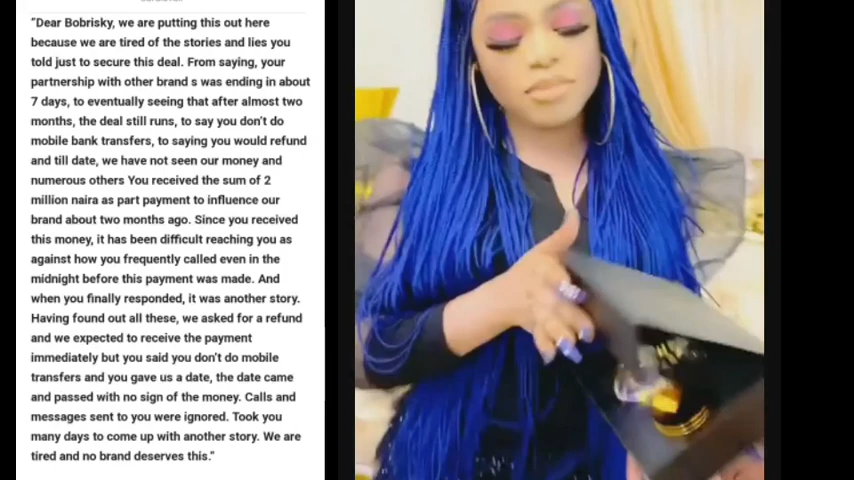 “Dear Bobrisky, we are putting this out here
because we are tired of the stories and lies you
told just to secure this deal. From saying, your
partnership with other brand s was ending in about
7 days, to eventually seeing that after almost two
months, the deal still runs, to say you don’t do
mobile bank transfers, to saying you would refund
and till date, we have not seen our money and
numerous others You received the sum of 2
million naira as part payment to influence our
brand about two months ago. Since you received
this money, it has been difficult reaching you as
against how you frequently called even in the
midnight before this payment was made. And
when you finally responded, it was another story.
Having found out all these, we asked for a refund
and we expected to receive the payment
immediately but you said you don’t do mobile
transfers and you gave us a date, the date came
and passed with no sign of the money. Calls and
messages sent to you were ignored. Took you
many days to come up with another story. We are
tired and no brand deserves this.”